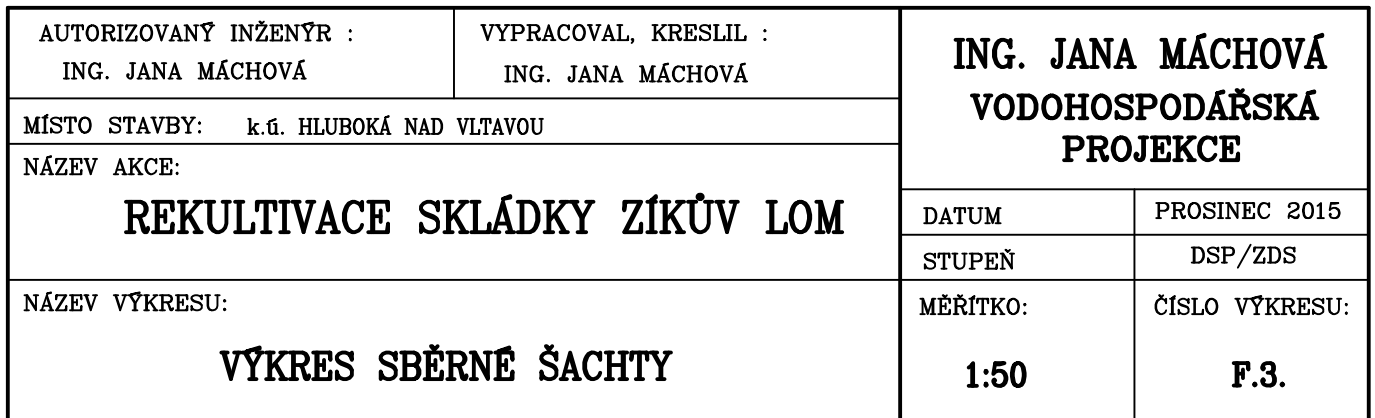 AUTORIZOVANÝ INŽENÝR :
ING. JANA MÁCHOVÁ
VYPRACOVAL, KRESLIL :
ING. JANA MÁCHOVÁ
MÍSTO STAVBY: k.ú. HLUBOKÁ NAD VLTAVOU
NÁZEV AKCE:
REKULTIVACE SKLÁDKY ZÍKŮV LOM
NÁZEV VÝKRESU:
VÝKRES SBĚRNÉ ŠACHTY
ING. JANA MÁCHOVÁ
VODOHOSPODÁŘSKÁ
PROJEKCE
DATUM PROSINEC 2015
STUPEŇ DSP/ZDS
MĚŘÍTKO:
1:50
ČÍSLO VÝKRESU:
F.3.